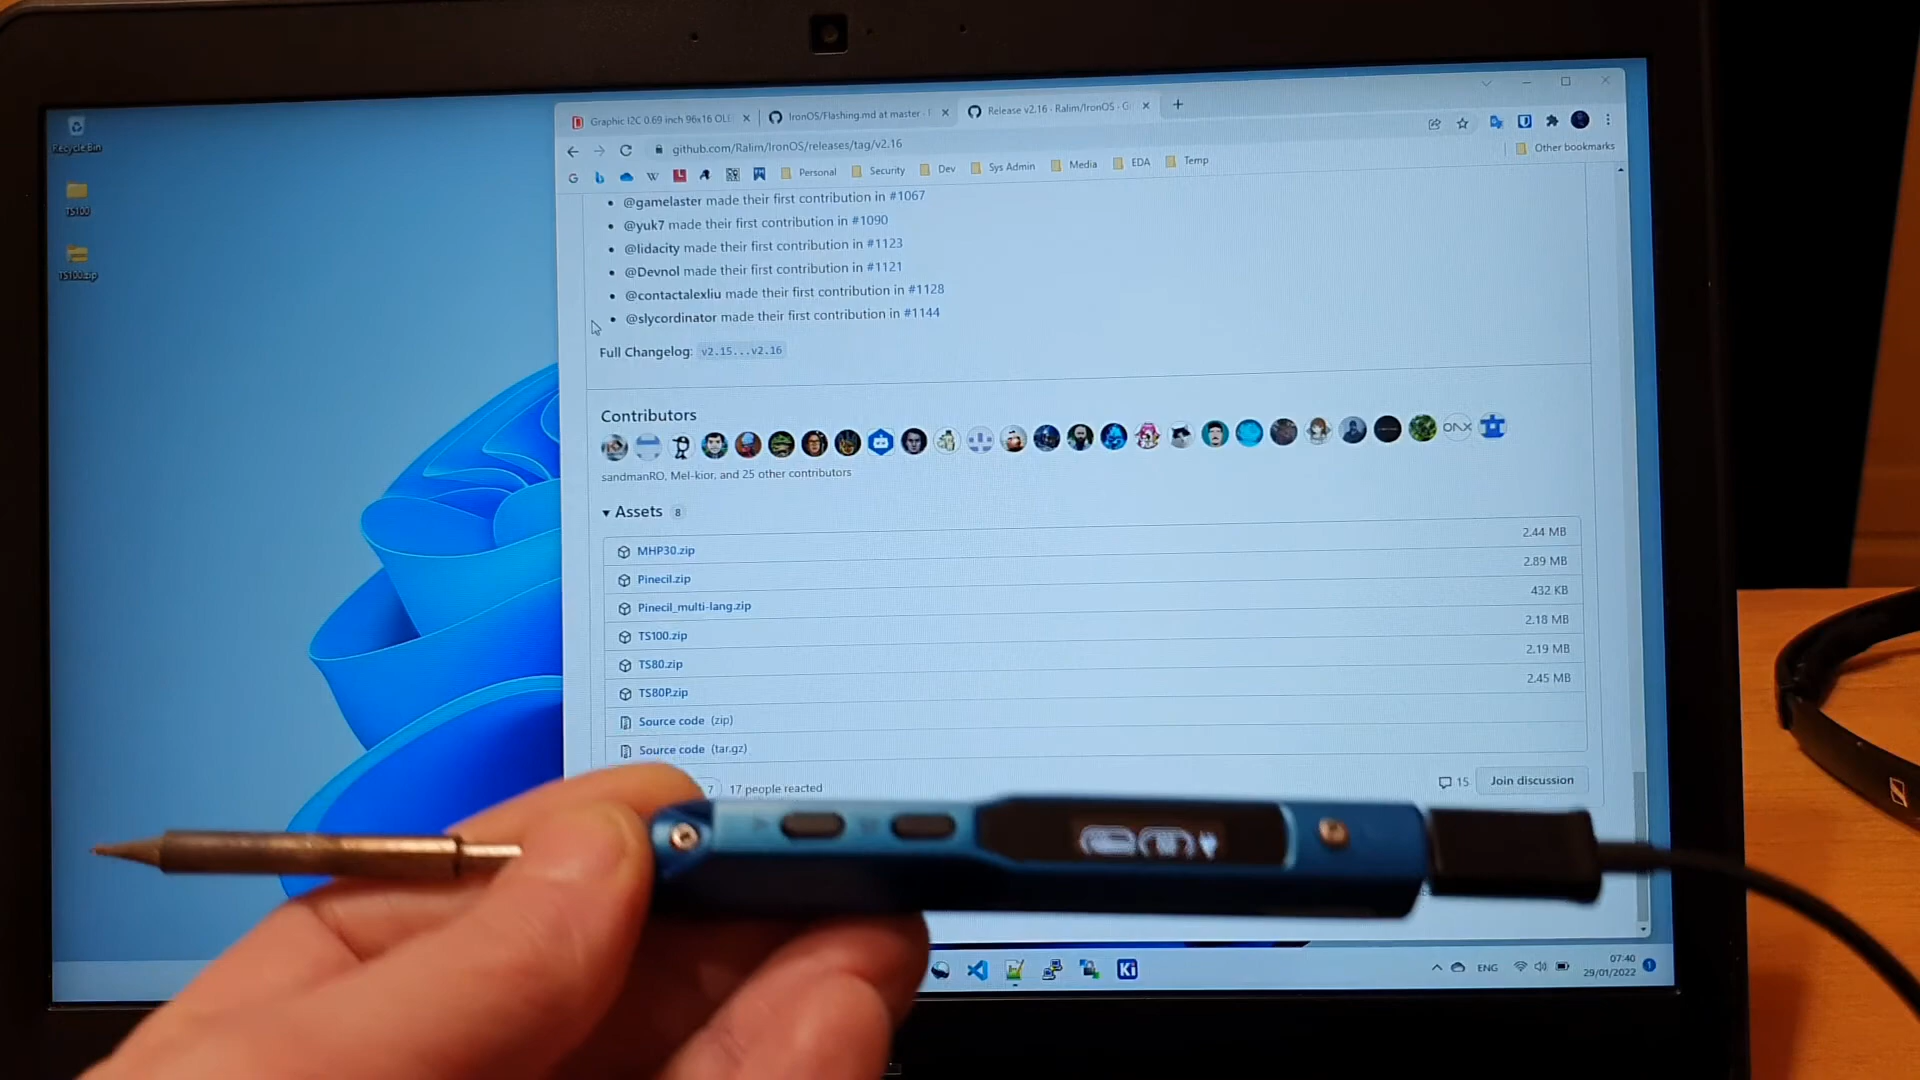 Recycle Bin
TS100
TS100.zip
Graphic I2C 0.69 inch 96x16 OLE
IronOS/Flashing.md at master ·
Release v2.16 · Ralim/IronOS · G
github.com/Ralim/IronOS/releases/tag/v2.16
Personal
Security
Dev
Sys Admin
Media
EDA
Temp
Other bookmarks
@gamelaster made their first contribution in #1067
@yuk7 made their first contribution in #1090
@lidacity made their first contribution in #1123
@Devnol made their first contribution in #1121
@contactalexliu made their first contribution in #1128
@slycordinator made their first contribution in #1144
Full Changelog: v2.15...v2.16
Contributors
sandmanRO, Mel-kior, and 25 other contributors
Assets 8
MHP30.zip 2.44 MB
Pinecil.zip 2.89 MB
Pinecil_multi-lang.zip 432 KB
TS100.zip 2.18 MB
TS80.zip 2.19 MB
TS80P.zip 2.45 MB
Source code (zip)
Source code (tar.gz)
7 17 people reacted
15 Join discussion
Ki
ENG
07:40
29/01/2022
1